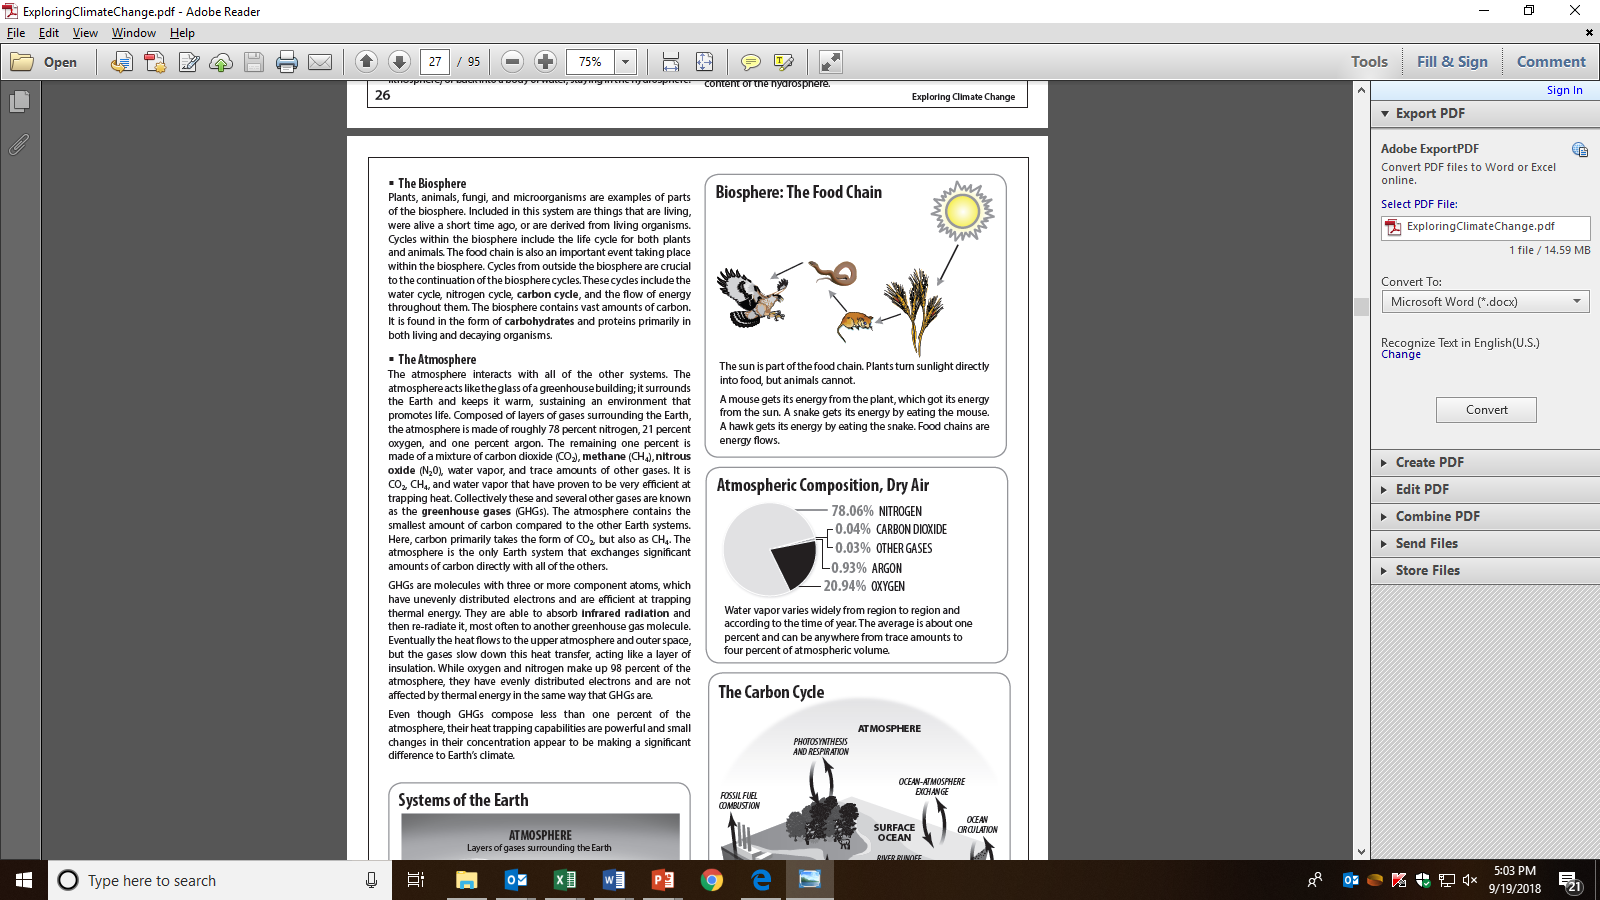 ExploringClimateChange.pdf - Adobe Reader
File Edit View Window Help
Open
27 / 95
75%
Tools
Fill & Sign
Comment
content of the hydrosphere.
26
Exploring Climate Change
▪ The Biosphere
Plants, animals, fungi, and microorganisms are examples of parts
of the biosphere. Included in this system are things that are living,
were alive a short time ago, or are derived from living organisms.
Cycles within the biosphere include the life cycle for both plants
and animals. The food chain is also an important event taking place
within the biosphere. Cycles from outside the biosphere are crucial
to the continuation of the biosphere cycles. These cycles include the
water cycle, nitrogen cycle, carbon cycle, and the flow of energy
throughout them. The biosphere contains vast amounts of carbon.
It is found in the form of carbohydrates and proteins primarily in
both living and decaying organisms.
▪ The Atmosphere
The atmosphere interacts with all of the other systems. The
atmosphere acts like the glass of a greenhouse building; it surrounds
the Earth and keeps it warm, sustaining an environment that
promotes life. Composed of layers of gases surrounding the Earth,
the atmosphere is made of roughly 78 percent nitrogen, 21 percent
oxygen, and one percent argon. The remaining one percent is
made of a mixture of carbon dioxide (CO₂), methane (CH₄), nitrous
oxide (N₂0), water vapor, and trace amounts of other gases. It is
CO₂, CH₄, and water vapor that have proven to be very efficient at
trapping heat. Collectively these and several other gases are known
as the greenhouse gases (GHGs). The atmosphere contains the
smallest amount of carbon compared to the other Earth systems.
Here, carbon primarily takes the form of CO₂, but also as CH₄. The
atmosphere is the only Earth system that exchanges significant
amounts of carbon directly with all of the others.
GHGs are molecules with three or more component atoms, which
have unevenly distributed electrons and are efficient at trapping
thermal energy. They are able to absorb infrared radiation and
then re-radiate it, most often to another greenhouse gas molecule.
Eventually the heat flows to the upper atmosphere and outer space,
but the gases slow down this heat transfer, acting like a layer of
insulation. While oxygen and nitrogen make up 98 percent of the
atmosphere, they have evenly distributed electrons and are not
affected by thermal energy in the same way that GHGs are.
Even though GHGs compose less than one percent of the
atmosphere, their heat trapping capabilities are powerful and small
changes in their concentration appear to be making a significant
difference to Earth's climate.
Systems of the Earth
ATMOSPHERE
Layers of gases surrounding the Earth
Biosphere: The Food Chain
The sun is part of the food chain. Plants turn sunlight directly
into food, but animals cannot.
A mouse gets its energy from the plant, which got its energy
from the sun. A snake gets its energy by eating the mouse.
A hawk gets its energy by eating the snake. Food chains are
energy flows.
Atmospheric Composition, Dry Air
78.06% NITROGEN
0.04% CARBON DIOXIDE
0.03% OTHER GASES
0.93% ARGON
20.94% OXYGEN
Water vapor varies widely from region to region and
according to the time of year. The average is about one
percent and can be anywhere from trace amounts to
four percent of atmospheric volume.
The Carbon Cycle
ATMOSPHERE
PHOTOSYNTHESIS
AND RESPIRATION
OCEAN-ATMOSPHERE
EXCHANGE
FOSSIL FUEL
COMBUSTION
OCEAN
CIRCULATION
SURFACE
OCEAN
RIVER RUNOFF
Sign In
Export PDF
Adobe ExportPDF
Convert PDF files to Word or Excel
online.
Select PDF File:
ExploringClimateChange.pdf
1 file / 14.59 MB
Convert To:
Microsoft Word (*.docx)
Recognize Text in English(U.S.)
Change
Convert
Create PDF
Edit PDF
Combine PDF
Send Files
Store Files
Type here to search
5:03 PM
9/19/2018
21